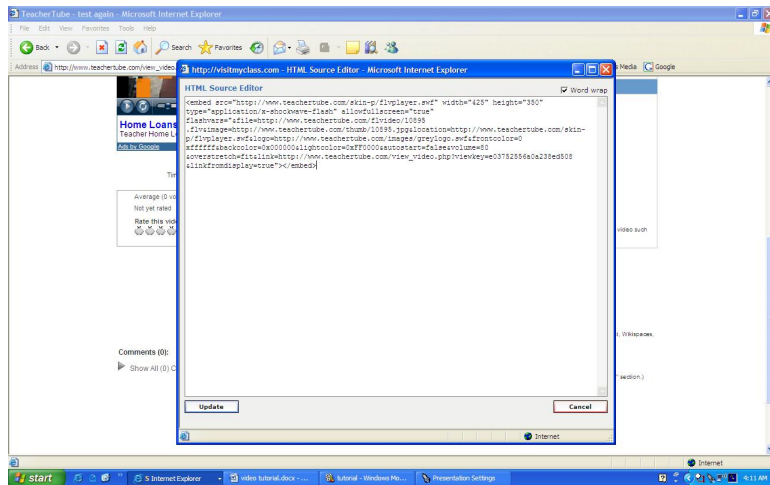 TeacherTube - test again - Microsoft Internet Explorer
File Edit View Favorites Tools Help
Back Search Favorites
Address http://www.teachertube.com/view_video. s Media Google
http://visitmyclass.com - HTML Source Editor - Microsoft Internet Explorer
HTML Source Editor Word wrap
<embed src="http://www.teachertube.com/skin-p/flvplayer.swf" width="425" height="350"
type="application/x-shockwave-flash" allowfullscreen="true"
flashvars="&file=http://www.teachertube.com/flvideo/10895
.flv&image=http://www.teachertube.com/thumb/10895.jpg&location=http://www.teachertube.com/skin-
p/flvplayer.swf&logo=http://www.teachertube.com/images/greylogo.swf&frontcolor=0
xffffff&backcolor=0x000000&lightcolor=0xFF0000&autostart=false&volume=80
&overstretch=fit&link=http://www.teachertube.com/view_video.php?viewkey=e03752556a0a238ed508
&linkfromdisplay=true"></embed>
Home Loans
Teacher Home L
Ads by Google
Tim
Average (0 vo
Not yet rated
Rate this vide
video such
, Wikispaces,
Comments (0):
Show All (0) C
" section.)
Update Cancel
Internet
Internet
start 5 Internet Explorer video tutorial.docx - ... tutorial - Windows Mo... Presentation Settings 4:11 AM